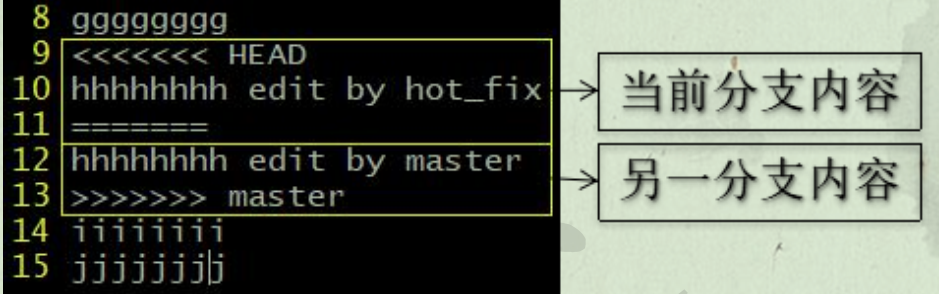 8 gggggggg
9 <<<<<<< HEAD
10 hhhhhhhh edit by hot_fix
11 =======
12 hhhhhhhh edit by master
13 >>>>>>> master
14 iiiiiiii
15 jjjjjjjj
当前分支内容
另一分支内容